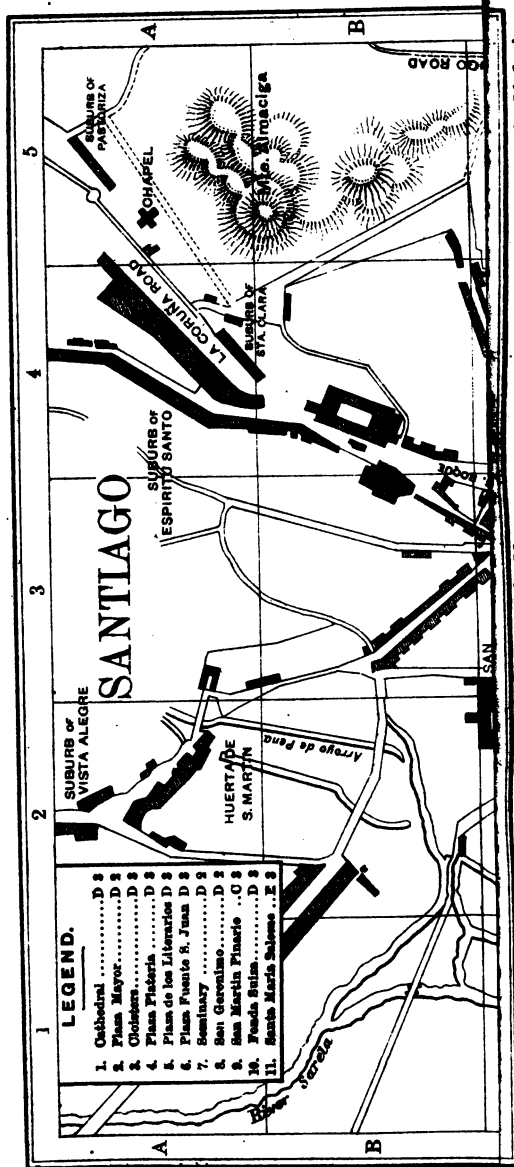 LEGEND.
1. Cathedral ............ D 3
2. Plaza Mayor.......... D 2
3. Cloisters .............. D 3
4. Plaza Plateria ........ D 3
5. Plaza de los Literarios D 3
6. Plaza Fuente S. Juan D 3
7. Seminary ............. D 2
8. San Geronimo........ D 2
9. San Martin Pinario .. C 3
10. Fonda Suiza.......... D 3
11. Santa Maria Salome .. E 3
1
2
3
4
5
A
B
A
B
SANTIAGO
SUBURB OF
VISTA ALEGRE
HUERTA DE
S. MARTIN
Arroyo de Pena
River Sarela
SUBURB OF
ESPIRITU SANTO
LA CORUÑA ROAD
SUBURB OF
STA. CLARA
SUBURB OF
PASTORIZA
CHAPEL
Mte. Almaciga
ROAD
ROQUE
SAN